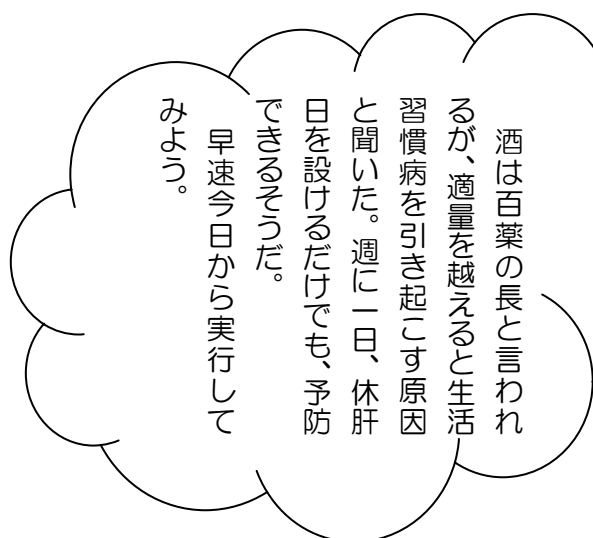 酒は百薬の長と言われ
るが、適量を越えると生活
習慣病を引き起こす原因
と聞いた。週に一日、休肝
日を設けるだけでも、予防
できるそうだ。
　早速今日から実行して
みよう。